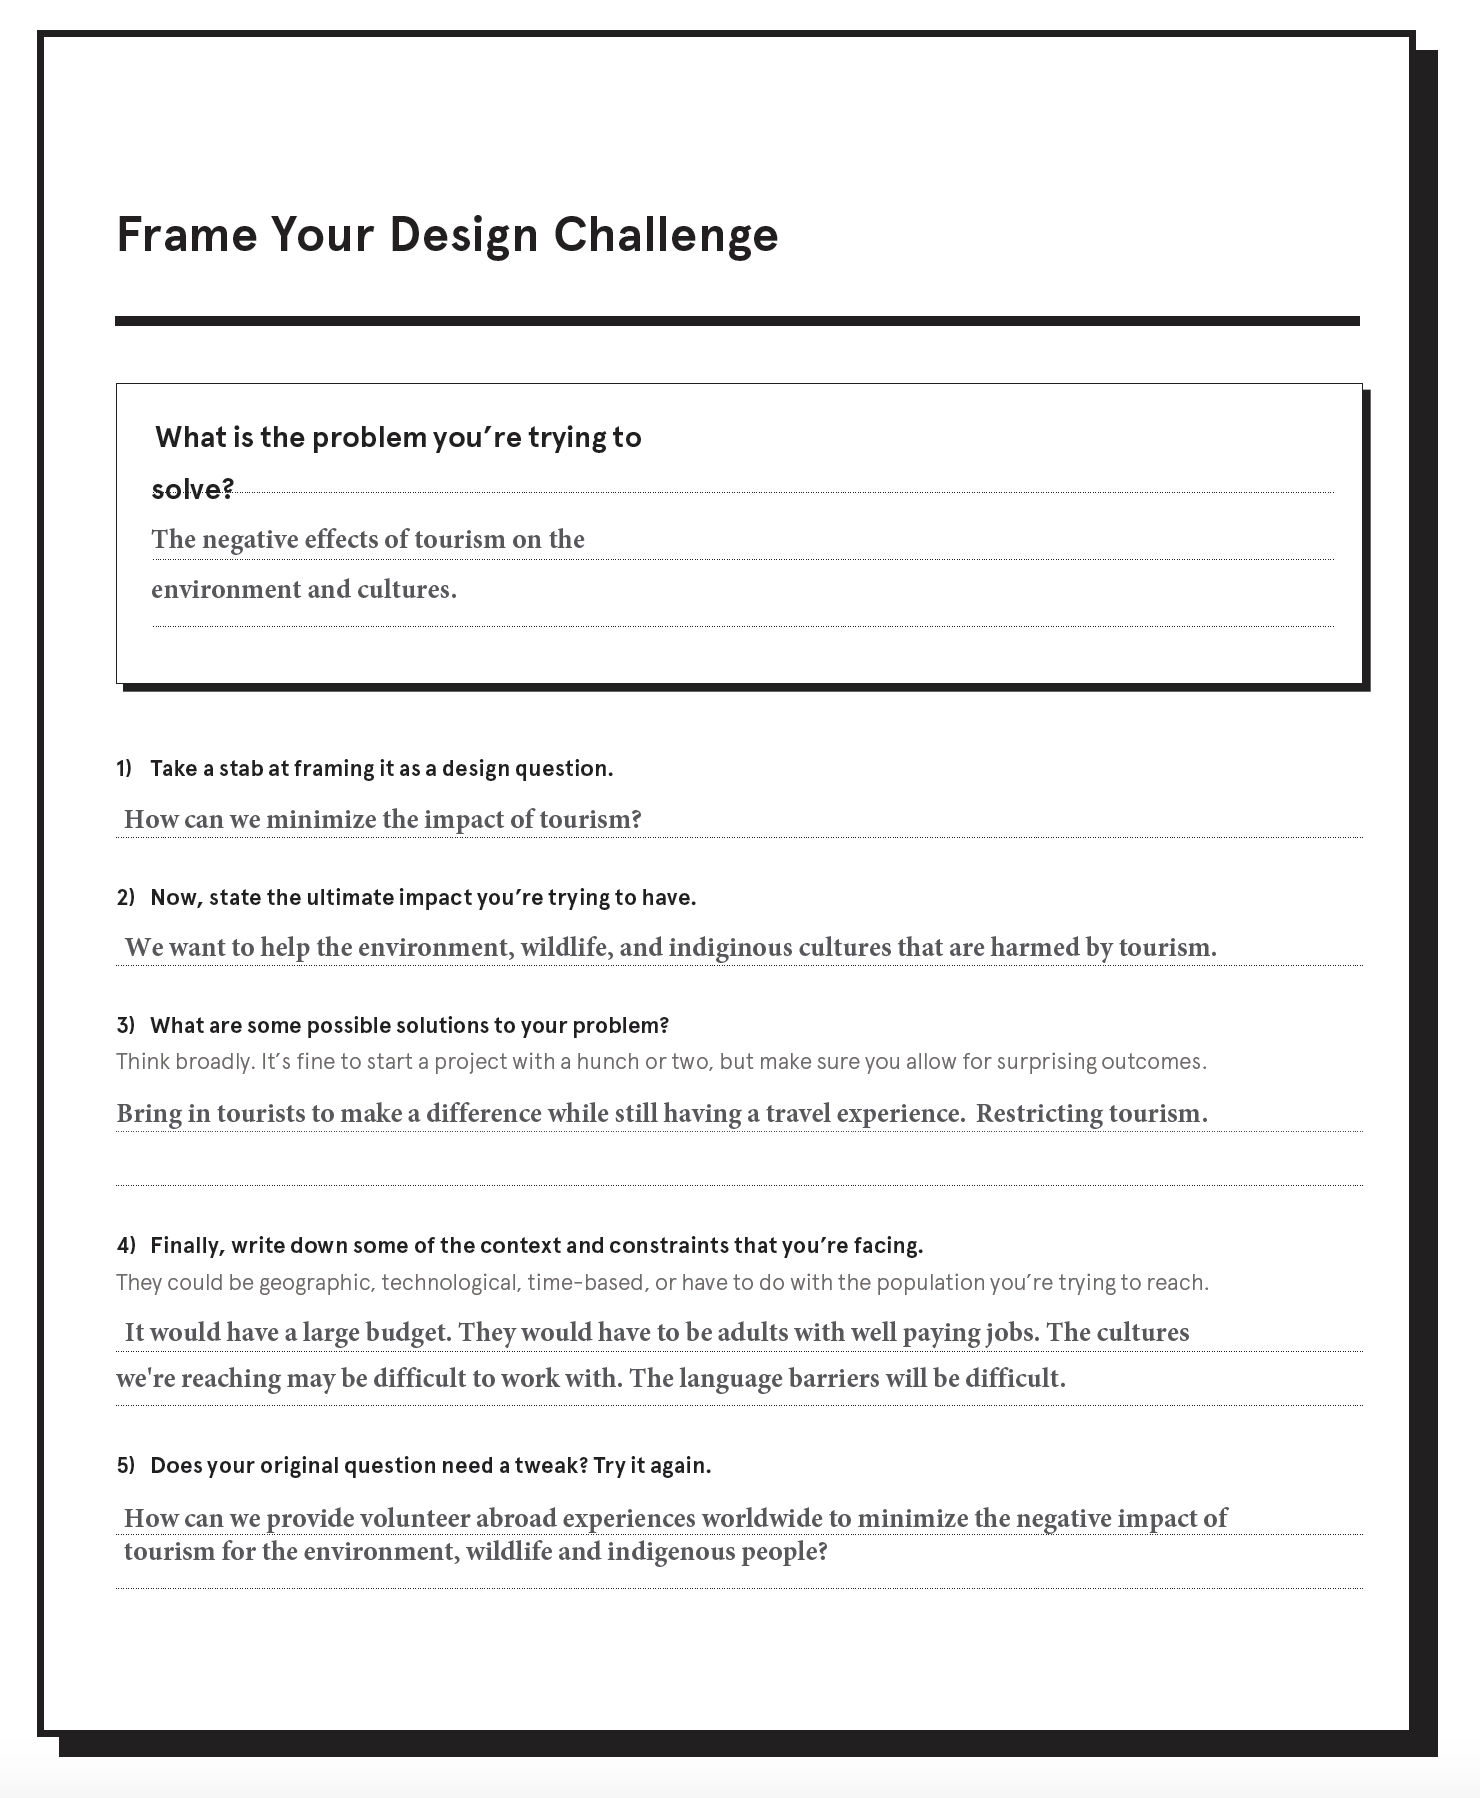 Frame Your Design Challenge
What is the problem you’re trying to
solve?
The negative effects of tourism on the
environment and cultures.
1) Take a stab at framing it as a design question.
How can we minimize the impact of tourism?
2) Now, state the ultimate impact you’re trying to have.
We want to help the environment, wildlife, and indiginous cultures that are harmed by tourism.
3) What are some possible solutions to your problem?
Think broadly. It’s fine to start a project with a hunch or two, but make sure you allow for surprising outcomes.
Bring in tourists to make a difference while still having a travel experience. Restricting tourism.
4) Finally, write down some of the context and constraints that you’re facing.
They could be geographic, technological, time-based, or have to do with the population you’re trying to reach.
It would have a large budget. They would have to be adults with well paying jobs. The cultures
we're reaching may be difficult to work with. The language barriers will be difficult.
5) Does your original question need a tweak? Try it again.
How can we provide volunteer abroad experiences worldwide to minimize the negative impact of
tourism for the environment, wildlife and indigenous people?